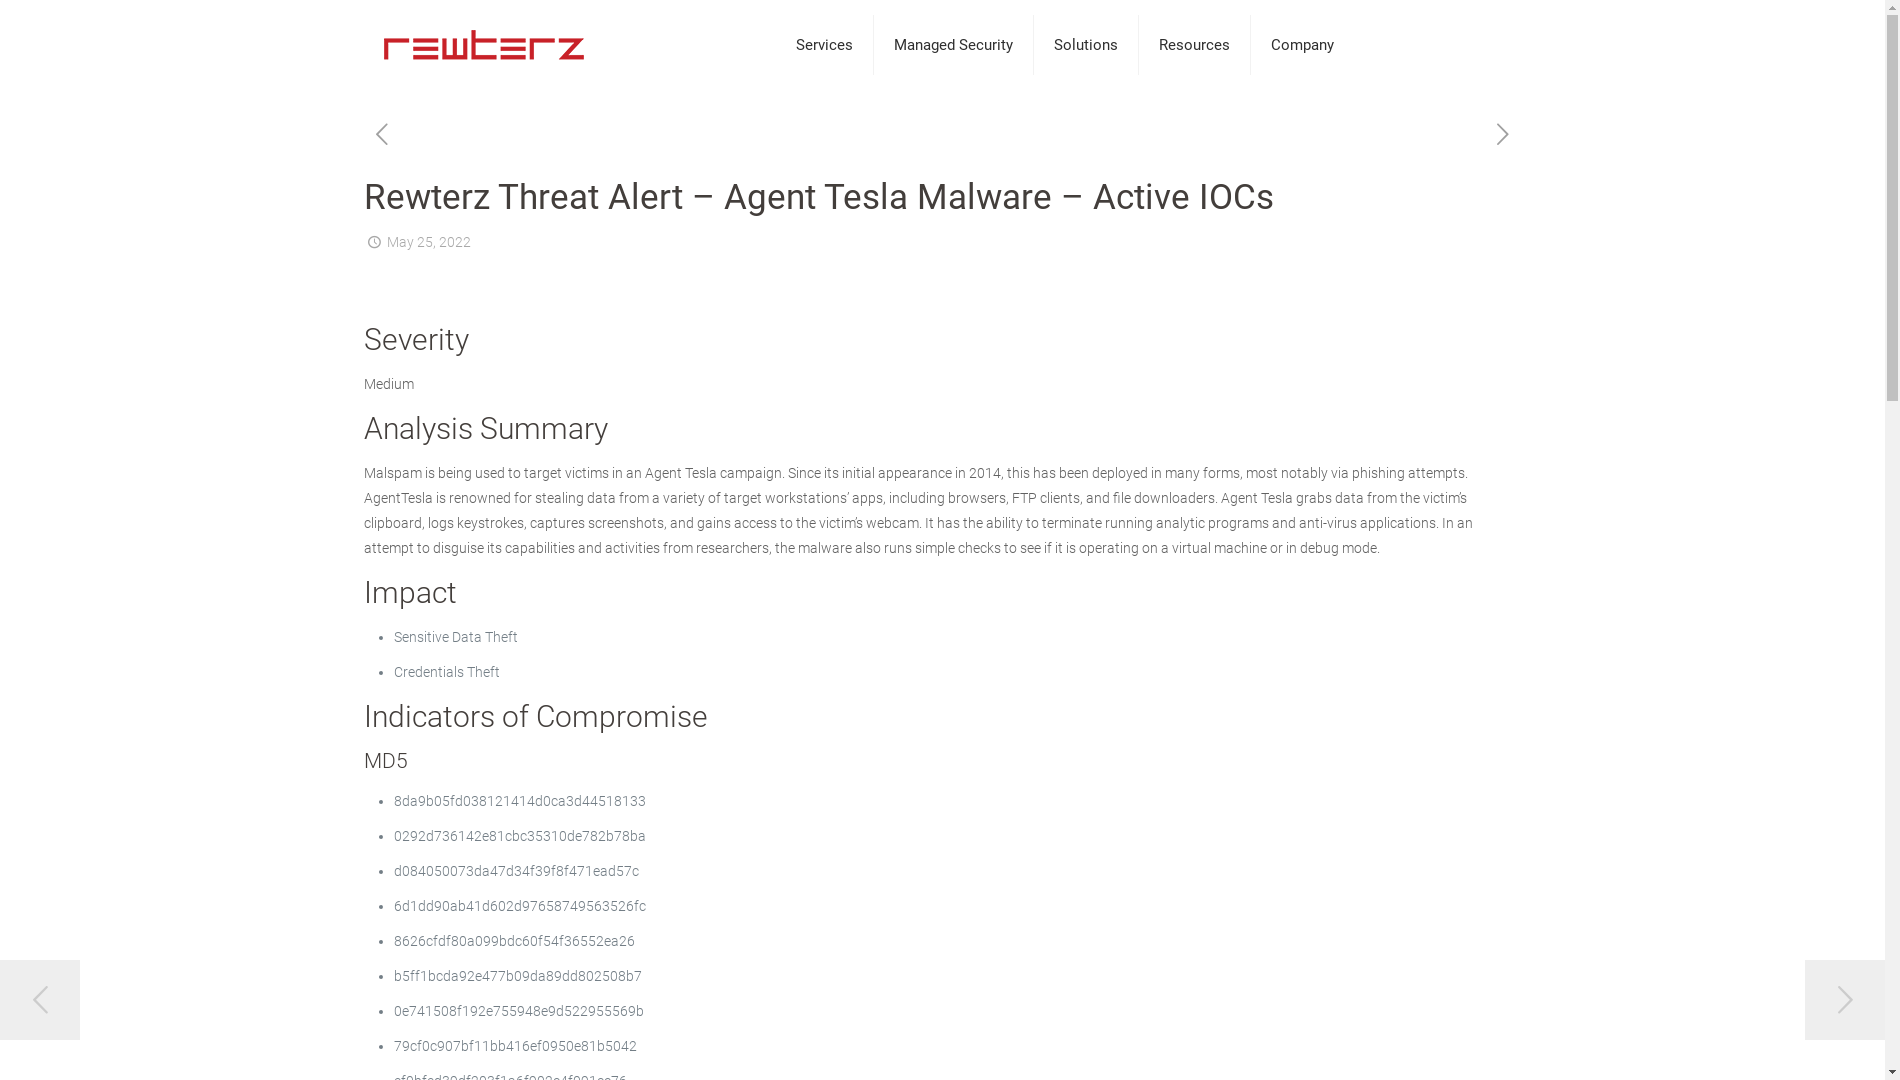 rewterz
Services
Managed Security
Solutions
Resources
Company
Rewterz Threat Alert – Agent Tesla Malware – Active IOCs
May 25, 2022
Severity
Medium
Analysis Summary
Malspam is being used to target victims in an Agent Tesla campaign. Since its initial appearance in 2014, this has been deployed in many forms, most notably via phishing attempts.
AgentTesla is renowned for stealing data from a variety of target workstations’ apps, including browsers, FTP clients, and file downloaders. Agent Tesla grabs data from the victim’s
clipboard, logs keystrokes, captures screenshots, and gains access to the victim’s webcam. It has the ability to terminate running analytic programs and anti-virus applications. In an
attempt to disguise its capabilities and activities from researchers, the malware also runs simple checks to see if it is operating on a virtual machine or in debug mode.
Impact
Sensitive Data Theft
Credentials Theft
Indicators of Compromise
MD5
8da9b05fd038121414d0ca3d44518133
0292d736142e81cbc35310de782b78ba
d084050073da47d34f39f8f471ead57c
6d1dd90ab41d602d97658749563526fc
8626cfdf80a099bdc60f54f36552ea26
b5ff1bcda92e477b09da89dd802508b7
0e741508f192e755948e9d522955569b
79cf0c907bf11bb416ef0950e81b5042